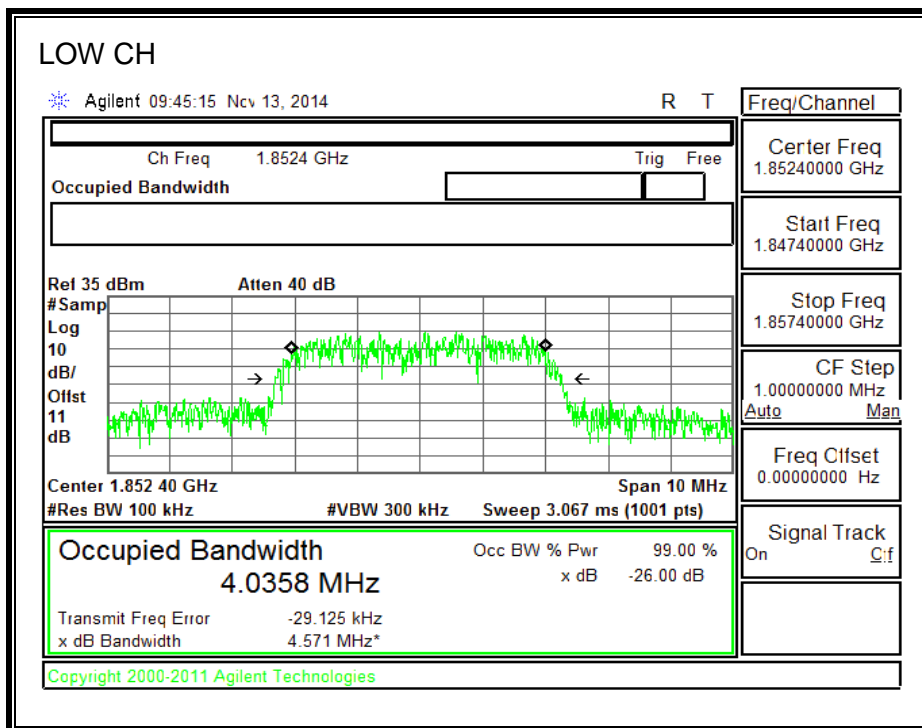 LOW CH
Agilent 09:45:15 Nov 13, 2014 R T
Freq/Channel
Ch Freq 1.8524 GHz Trig Free
Occupied Bandwidth
Center Freq
1.85240000 GHz
Start Freq
1.84740000 GHz
Stop Freq
1.85740000 GHz
CF Step
1.00000000 MHz
Auto Man
Freq Offset
0.00000000 Hz
Signal Track
On Off
Ref 35 dBm Atten 40 dB
#Samp
Log
10
dB/
Offst
11
dB
Center 1.852 40 GHz Span 10 MHz
#Res BW 100 kHz #VBW 300 kHz Sweep 3.067 ms (1001 pts)
Occupied Bandwidth Occ BW % Pwr 99.00 %
4.0358 MHz x dB -26.00 dB
Transmit Freq Error -29.125 kHz
x dB Bandwidth 4.571 MHz*
Copyright 2000-2011 Agilent Technologies